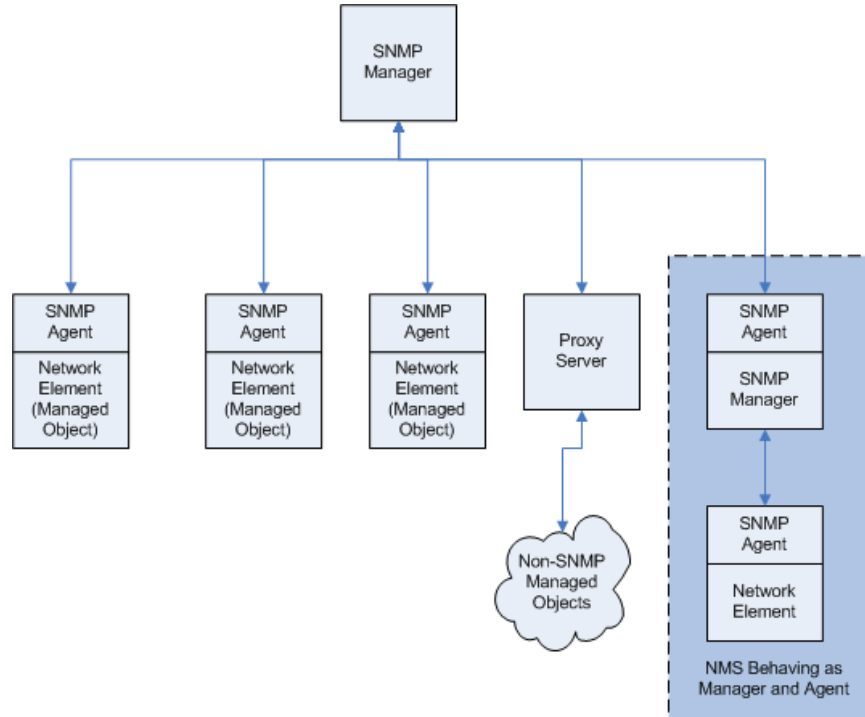 SNMP
Manager
SNMP
Agent
Network
Element
(Managed
Object)
SNMP
Agent
Network
Element
(Managed
Object)
SNMP
Agent
Network
Element
(Managed
Object)
Proxy
Server
Non-SNMP
Managed
Objects
SNMP
Agent
SNMP
Manager
SNMP
Agent
Network
Element
NMS Behaving as
Manager and Agent